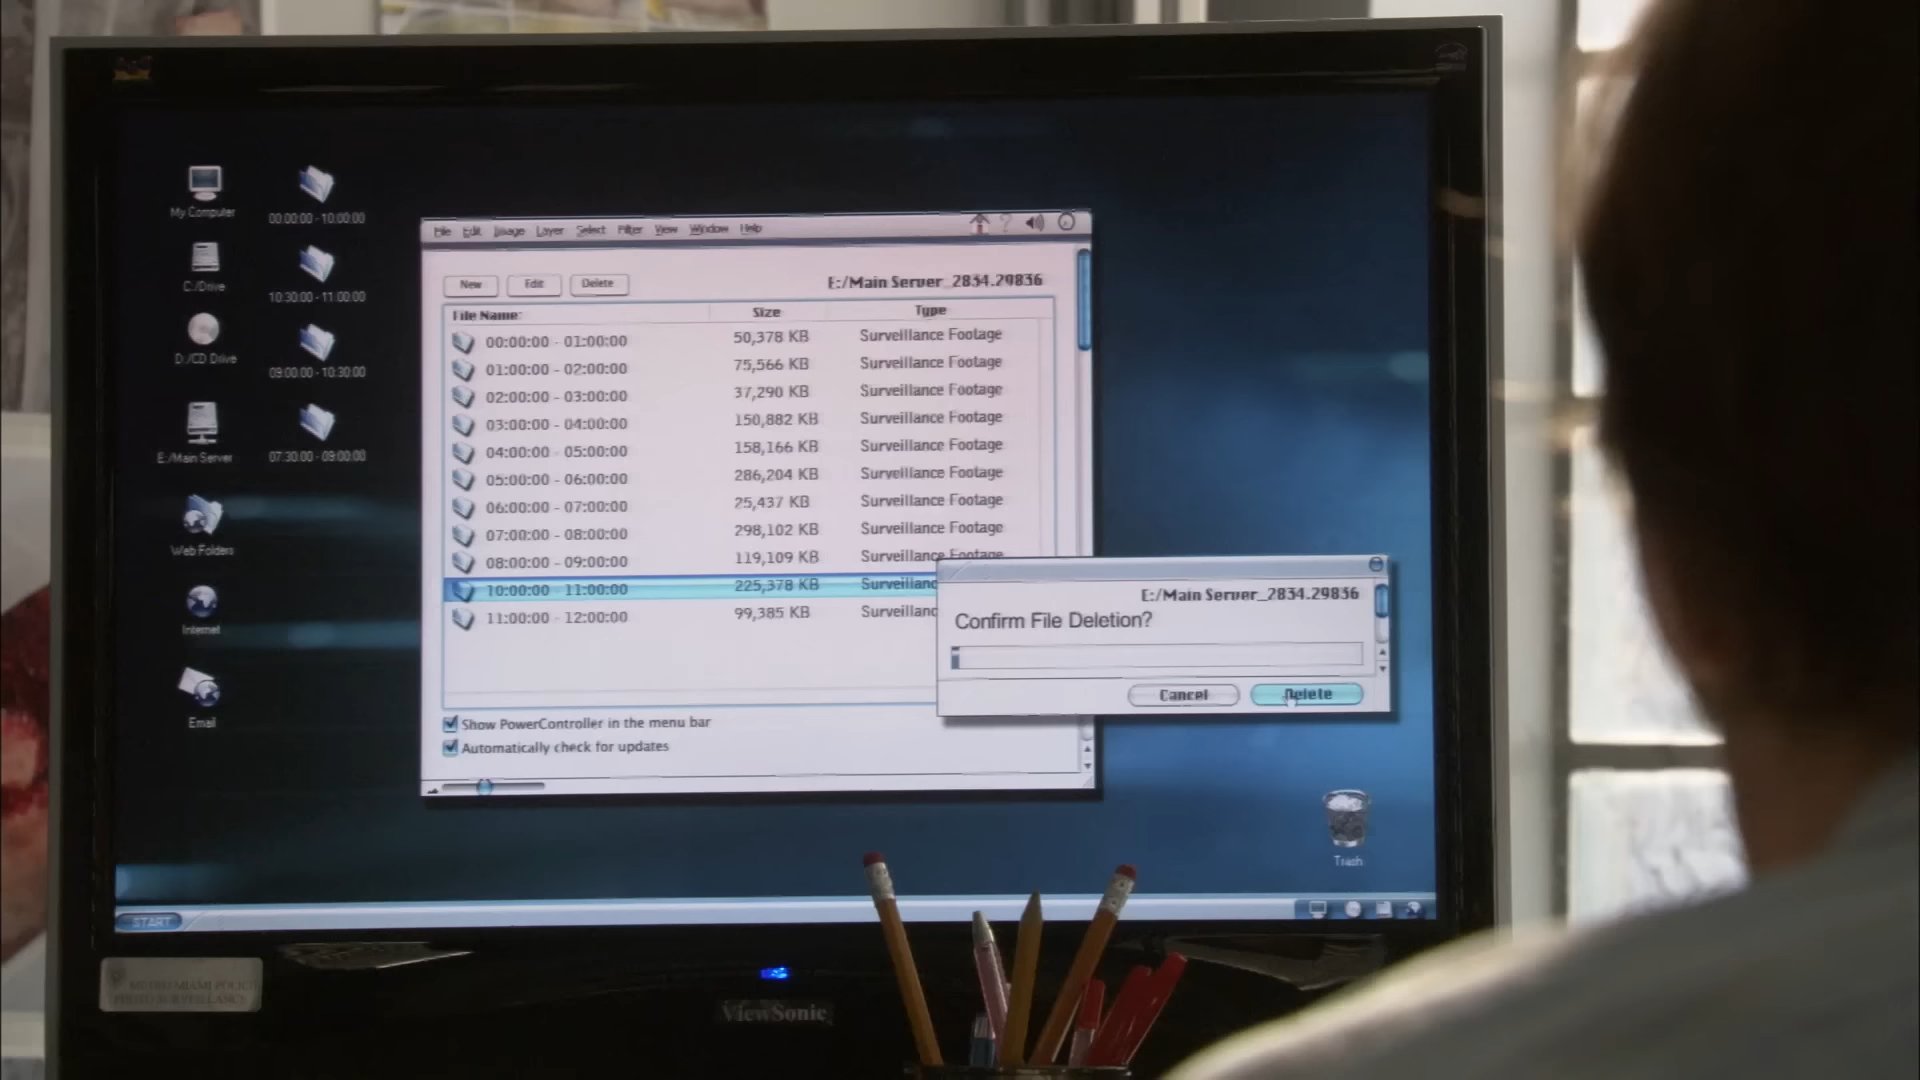 My Computer
00:00:00 - 10:00:00
C:/Drive
10:30:00 - 11:00:00
D:/CD Drive
09:00:00 - 10:30:00
E:/Main Server
07:30:00 - 09:00:00
Web Folders
Internet
Email
File Edit Image Layer Select Filter View Window Help
New Edit Delete E:/Main Server_2834.29836
File Name: Size Type
00:00:00 - 01:00:00 50,378 KB Surveillance Footage
01:00:00 - 02:00:00 75,566 KB Surveillance Footage
02:00:00 - 03:00:00 37,290 KB Surveillance Footage
03:00:00 - 04:00:00 150,882 KB Surveillance Footage
04:00:00 - 05:00:00 158,166 KB Surveillance Footage
05:00:00 - 06:00:00 286,204 KB Surveillance Footage
06:00:00 - 07:00:00 25,437 KB Surveillance Footage
07:00:00 - 08:00:00 298,102 KB Surveillance Footage
08:00:00 - 09:00:00 119,109 KB Surveillance Footage
10:00:00 - 11:00:00 225,378 KB Surveillanc
11:00:00 - 12:00:00 99,385 KB Surveillanc
Show PowerController in the menu bar
Automatically check for updates
E:/Main Server_2834.29836
Confirm File Deletion?
Cancel Delete
Trash
START
METRO MIAMI POLICE
PHOTO SURVEILLANCE
ViewSonic